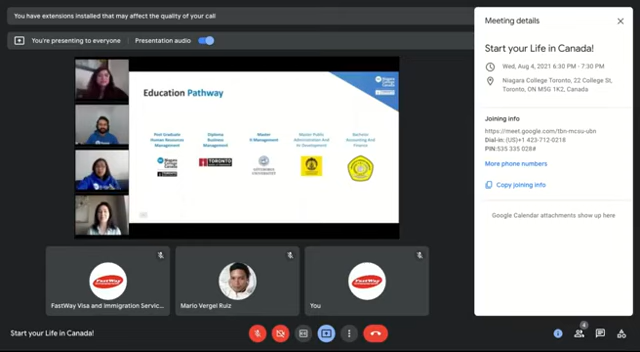 You have extensions installed that may affect the quality of your call
You're presenting to everyone
Presentation audio
Education Pathway
Post Graduate
Human Resources
Management
Diploma
Business
Management
Master
Management
Master Public
Administration And
Development
Bachelor
Accounting And
Finance
TORONTO
FastWay
FastWay Visa and Immigration Servic...
Mario Vergel Ruiz
FastWay
You
Start your Life in Canada!
4
Meeting details
Start your Life in Canada!
Wed, Aug 4, 2021 6:30 PM - 7:30 PM
Niagara College Toronto, 22 College St,
Toronto, ON M5G 1K2, Canada
Joining info
https://meet.google.com/tbn-mcou-ubn
Dial-in: (US) +1 423-712-0218
PIN: 535 335 028#
More phone numbers
Copy joining info
Google Calendar attachments show up here